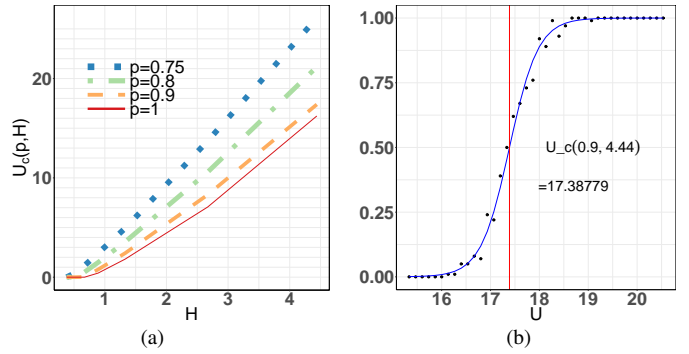 U_c(p,H)
20
10
0
p=0.75
p=0.8
p=0.9
p=1
1 2 3 4
H
(a)
1.00
0.75
0.50
0.25
0.00
U_c(0.9, 4.44)
=17.38779
16 17 18 19 20
U
(b)